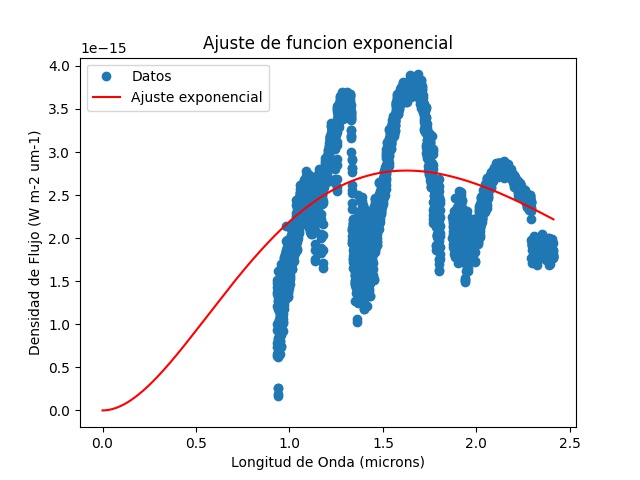 Ajuste de funcion exponencial
1e−15
Datos
Ajuste exponencial
4.0
3.5
3.0
2.5
2.0
1.5
1.0
0.5
0.0
Densidad de Flujo (W m-2 um-1)
0.0 0.5 1.0 1.5 2.0 2.5
Longitud de Onda (microns)